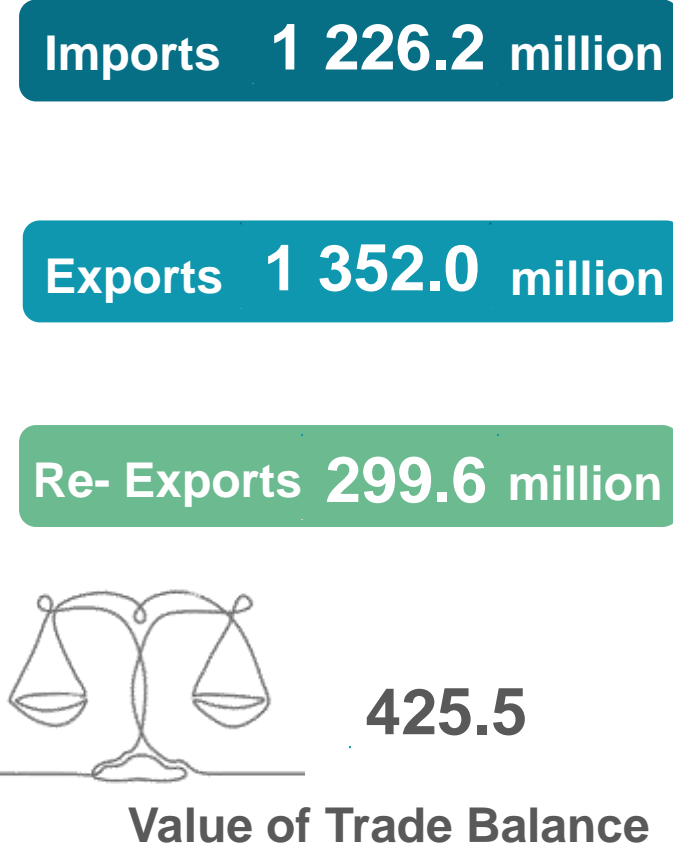 Imports 1 226.2 million
Exports 1 352.0 million
Re- Exports 299.6 million
425.5
Value of Trade Balance